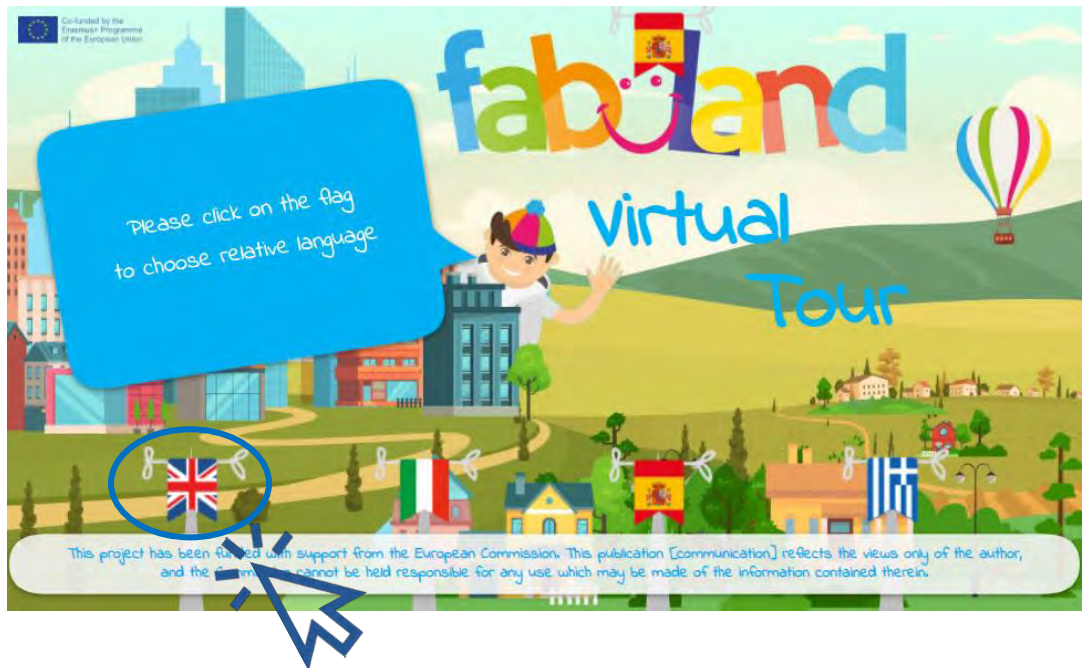 Co-funded by the
Erasmus+ Programme
of the European Union
fabuland
Virtual
Tour
Please click on the flag
to choose relative language
This project has been funded with support from the European Commission. This publication [communication] reflects the views only of the author,
and the Commission cannot be held responsible for any use which may be made of the information contained therein.